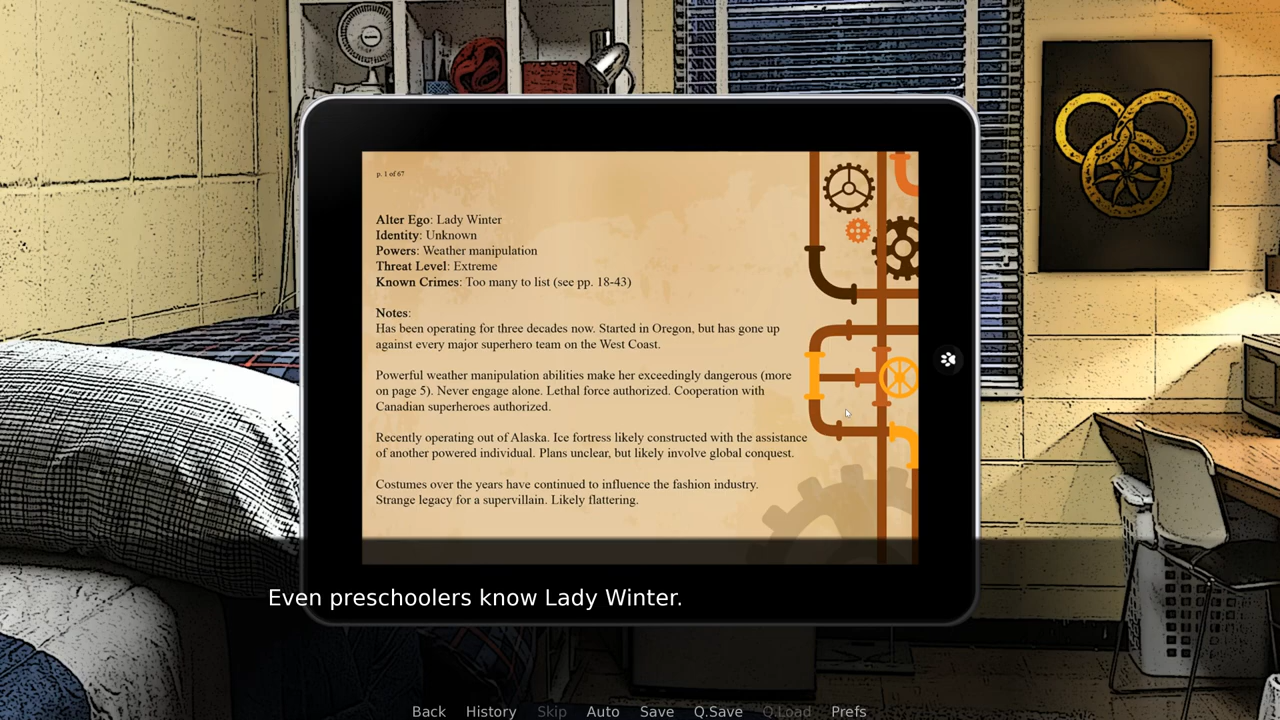 p. 1 of 67
Alter Ego: Lady Winter
Identity: Unknown
Powers: Weather manipulation
Threat Level: Extreme
Known Crimes: Too many to list (see pp. 18-43)
Notes:
Has been operating for three decades now. Started in Oregon, but has gone up
against every major superhero team on the West Coast.
Powerful weather manipulation abilities make her exceedingly dangerous (more
on page 5). Never engage alone. Lethal force authorized. Cooperation with
Canadian superheroes authorized.
Recently operating out of Alaska. Ice fortress likely constructed with the assistance
of another powered individual. Plans unclear, but likely involve global conquest.
Costumes over the years have continued to influence the fashion industry.
Strange legacy for a supervillain. Likely flattering.
Even preschoolers know Lady Winter.
Back History Skip Auto Save Q.Save Q.Load Prefs